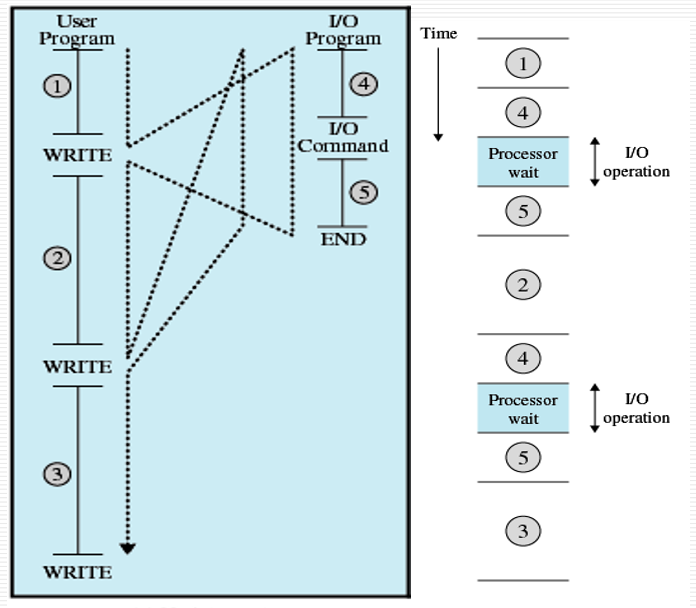 User
Program
1
WRITE
2
WRITE
3
WRITE
I/O
Program
4
I/O
Command
5
END
Time
1
4
Processor
wait
I/O
operation
5
2
4
Processor
wait
I/O
operation
5
3